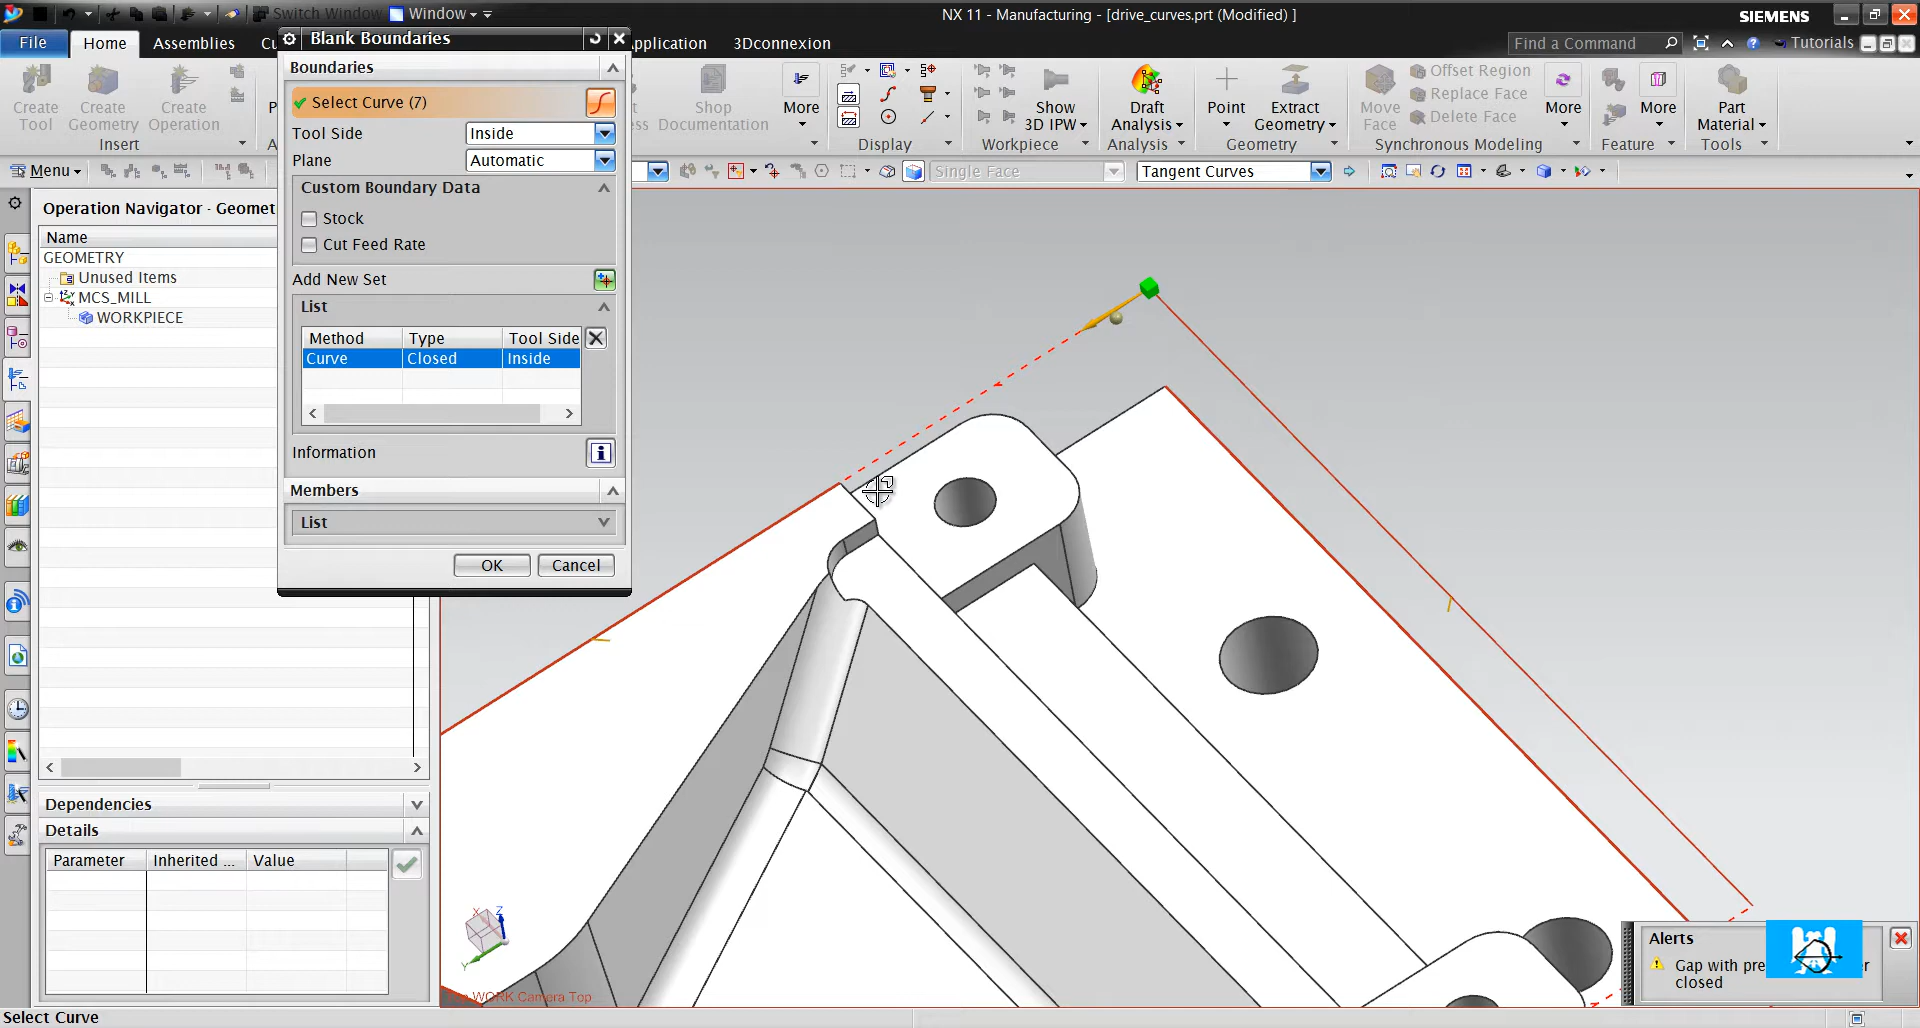 Switch Window
Window
NX 11 - Manufacturing - [drive_curves.prt (Modified) ]
SIEMENS
File
Home
Assemblies
Application
3Dconnexion
Find a Command
Tutorials
Blank Boundaries
Boundaries
Select Curve (7)
Tool Side
Inside
Plane
Automatic
Custom Boundary Data
Stock
Cut Feed Rate
Add New Set
List
Method
Type
Tool Side
Curve
Closed
Inside
Information
Members
List
OK
Cancel
Create
Tool
Create
Geometry
Create
Operation
Insert
Shop
Documentation
More
Display
Show
3D IPW
Workpiece
Draft
Analysis
Analysis
Point
Extract
Geometry
Geometry
Move
Face
Offset Region
Replace Face
Delete Face
More
Synchronous Modeling
More
Feature
Part
Material
Tools
Menu
Single Face
Tangent Curves
Operation Navigator - Geomet
Name
GEOMETRY
Unused Items
MCS_MILL
WORKPIECE
Dependencies
Details
Parameter
Inherited ...
Value
X
Z
Y
WORK Camera Top
Alerts
Gap with pre
closed
Select Curve